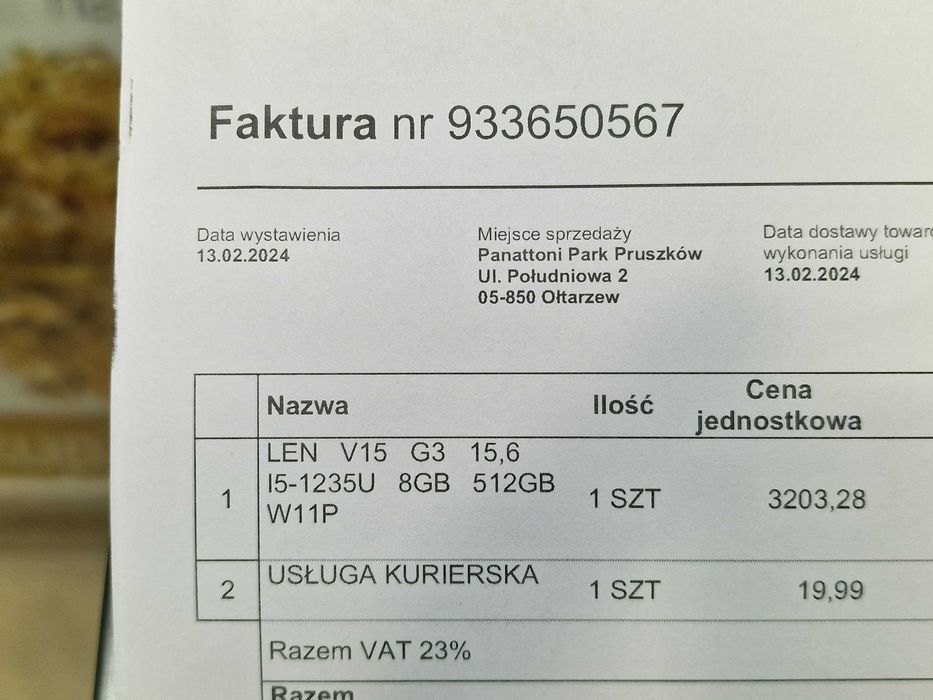 Faktura nr 933650567
Data wystawienia
13.02.2024
Miejsce sprzedaży
Panattoni Park Pruszków
Ul. Południowa 2
05-850 Ołtarzew
Data dostawy
wykonania usługi
13.02.2024
Nazwa Ilość Cena jednostkowa
1 LEN V15 G3 15,6
I5-1235U 8GB 512GB
W11P
1 SZT 3203,28
2 USŁUGA KURIERSKA 1 SZT 19,99
Razem VAT 23%
Razem